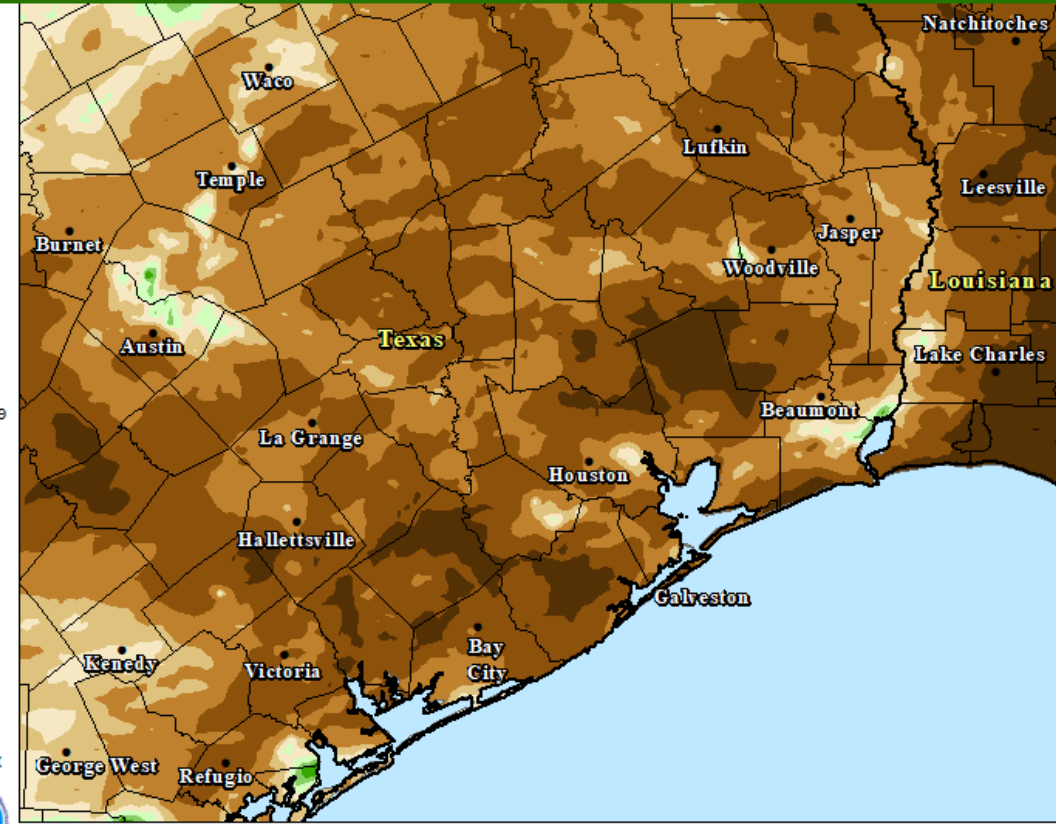 Natchitoches
Waco
Lufkin
Temple
Leesville
Jasper
Burnet
Woodville
Louisiana
Texas
Austin
Lake Charles
9
Beaumont
La Grange
Houston
Hallettsville
Galveston
Bay
City
Kenedy
Victoria
George West
Refugio